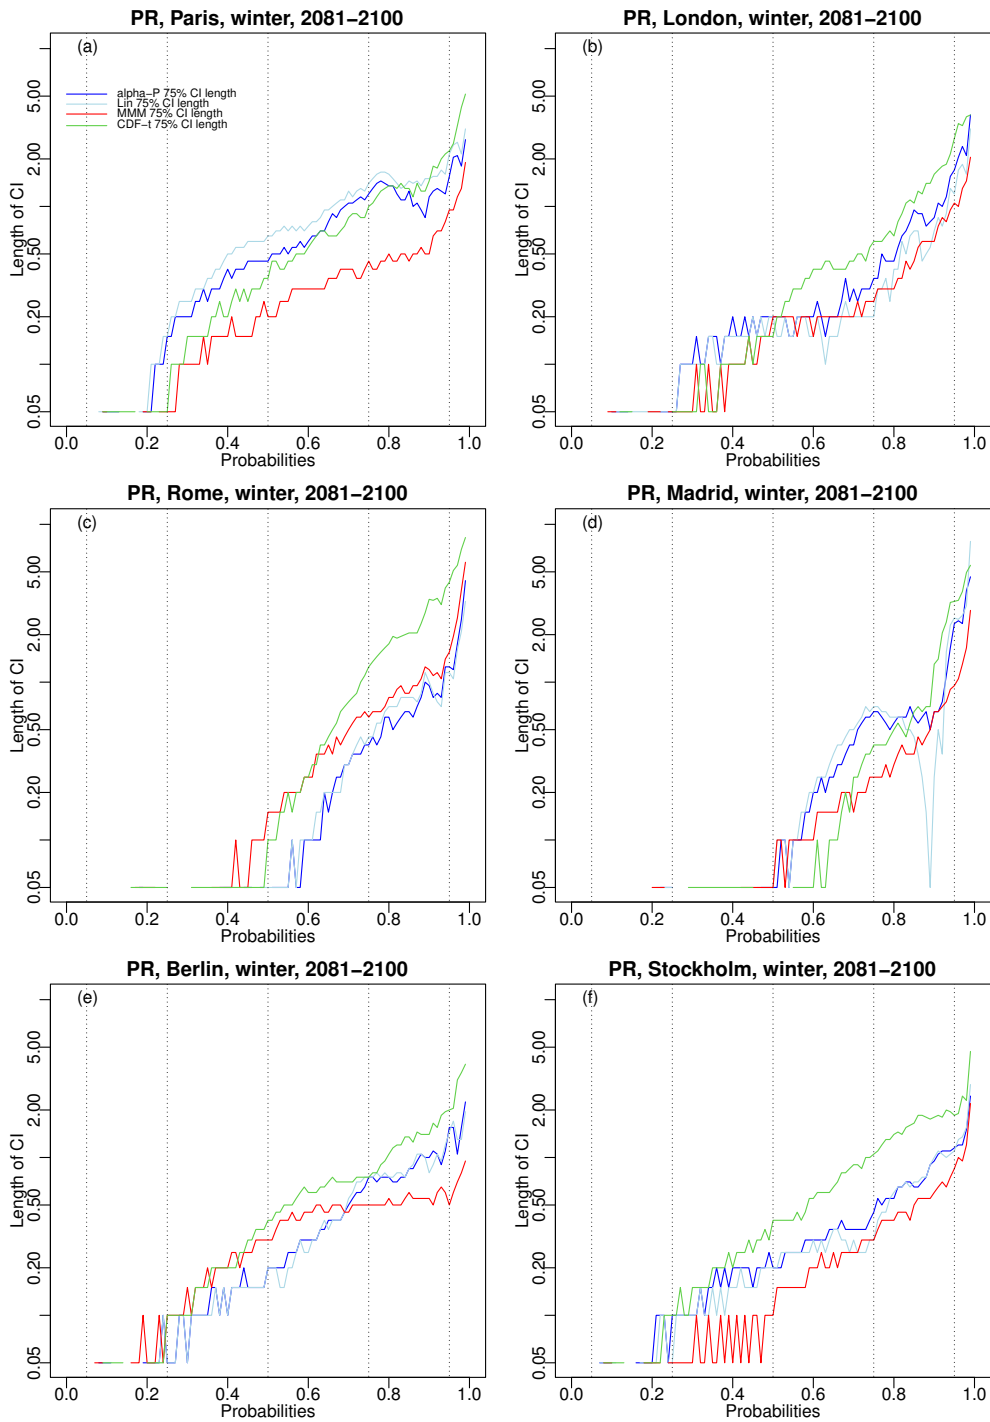 PR, Paris, winter, 2081−2100
(a)
alpha−P 75% CI length
Lin 75% CI length
MMM 75% CI length
CDF−t 75% CI length
Length of CI
0.05 0.20 0.50 2.00 5.00
0.0 0.2 0.4 0.6 0.8 1.0
Probabilities
PR, London, winter, 2081−2100
(b)
Length of CI
0.05 0.20 0.50 2.00 5.00
0.0 0.2 0.4 0.6 0.8 1.0
Probabilities
PR, Rome, winter, 2081−2100
(c)
Length of CI
0.05 0.20 0.50 2.00 5.00
0.0 0.2 0.4 0.6 0.8 1.0
Probabilities
PR, Madrid, winter, 2081−2100
(d)
Length of CI
0.05 0.20 0.50 2.00 5.00
0.0 0.2 0.4 0.6 0.8 1.0
Probabilities
PR, Berlin, winter, 2081−2100
(e)
Length of CI
0.05 0.20 0.50 2.00 5.00
0.0 0.2 0.4 0.6 0.8 1.0
Probabilities
PR, Stockholm, winter, 2081−2100
(f)
Length of CI
0.05 0.20 0.50 2.00 5.00
0.0 0.2 0.4 0.6 0.8 1.0
Probabilities